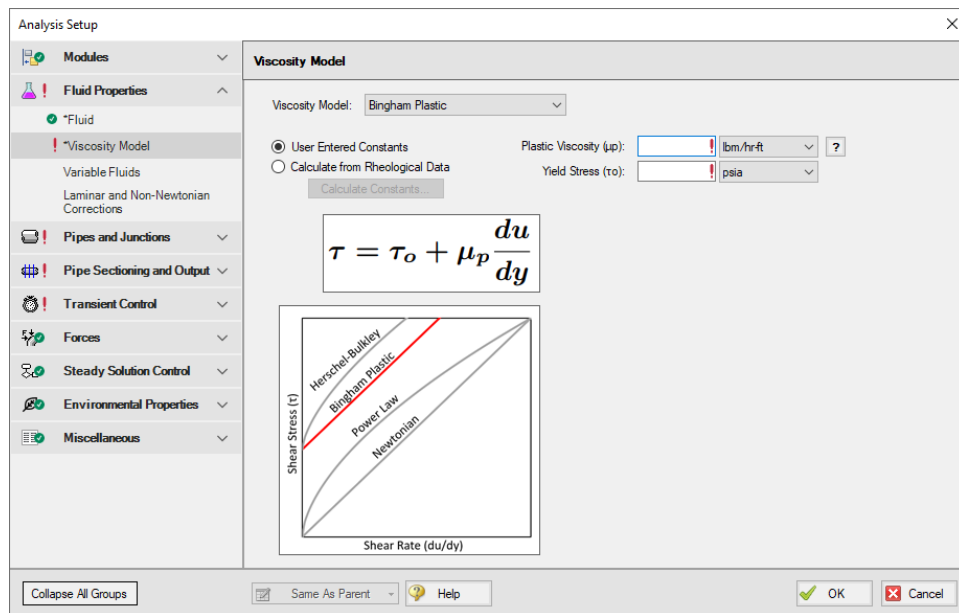 Analysis Setup
Modules
Fluid Properties
*Fluid
*Viscosity Model
Variable Fluids
Laminar and Non-Newtonian
Corrections
Pipes and Junctions
Pipe Sectioning and Output
Transient Control
Forces
Steady Solution Control
Environmental Properties
Miscellaneous
Collapse All Groups
Viscosity Model
Viscosity Model: Bingham Plastic
User Entered Constants
Calculate from Rheological Data
Calculate Constants...
Plastic Viscosity (μp): lbm/hr-ft ?
Yield Stress (τo): psia
τ = τₒ + μₚ du/dy
Herschel-Bulkley
Bingham Plastic
Power Law
Newtonian
Shear Stress (τ)
Shear Rate (du/dy)
Same As Parent
Help
OK
Cancel